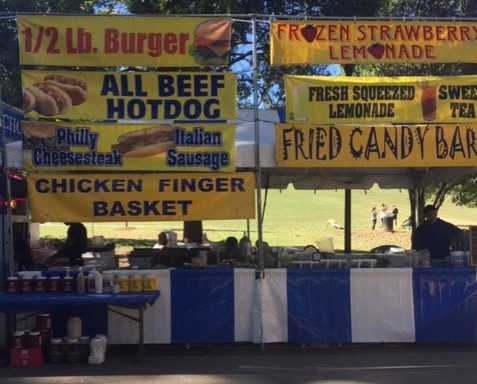 1/2 Lb. Burger
ALL BEEF
HOTDOG
Philly
Cheesesteak
Italian
Sausage
CHICKEN FINGER
BASKET
FROZEN STRAWBERRY
LEMONADE
FRESH SQUEEZED
LEMONADE
SWEE
TEA
FRIED CANDY BAR